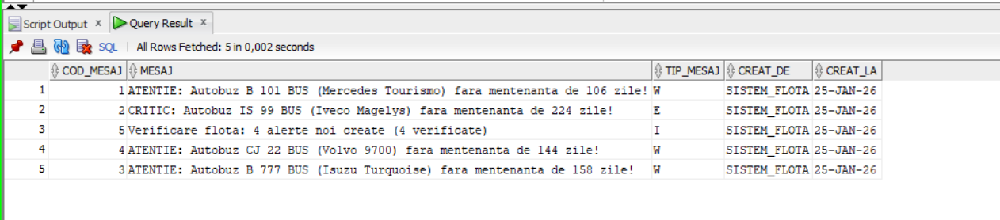 Script Output x Query Result x
SQL | All Rows Fetched: 5 in 0,002 seconds
COD_MESAJ MESAJ TIP_MESAJ CREAT_DE CREAT_LA
1 1 ATENTIE: Autobuz B 101 BUS (Mercedes Tourismo) fara mentenanta de 106 zile! W SISTEM_FLOTA 25-JAN-26
2 2 CRITIC: Autobuz IS 99 BUS (Iveco Magelys) fara mentenanta de 224 zile! E SISTEM_FLOTA 25-JAN-26
3 5 Verificare flota: 4 alerte noi create (4 verificate) I SISTEM_FLOTA 25-JAN-26
4 4 ATENTIE: Autobuz CJ 22 BUS (Volvo 9700) fara mentenanta de 144 zile! W SISTEM_FLOTA 25-JAN-26
5 3 ATENTIE: Autobuz B 777 BUS (Isuzu Turquoise) fara mentenanta de 158 zile! W SISTEM_FLOTA 25-JAN-26